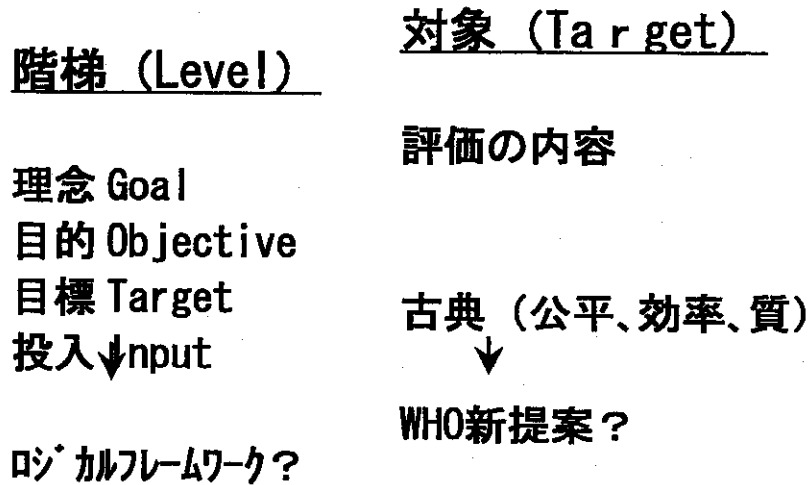 階梯 (Level)
理念 Goal
目的 Objective
目標 Target
投入↓nput
ロジカルフレームワーク？
対象 (Ta r get)
評価の内容
古典 (公平、効率、質)
↓
WHO新提案？